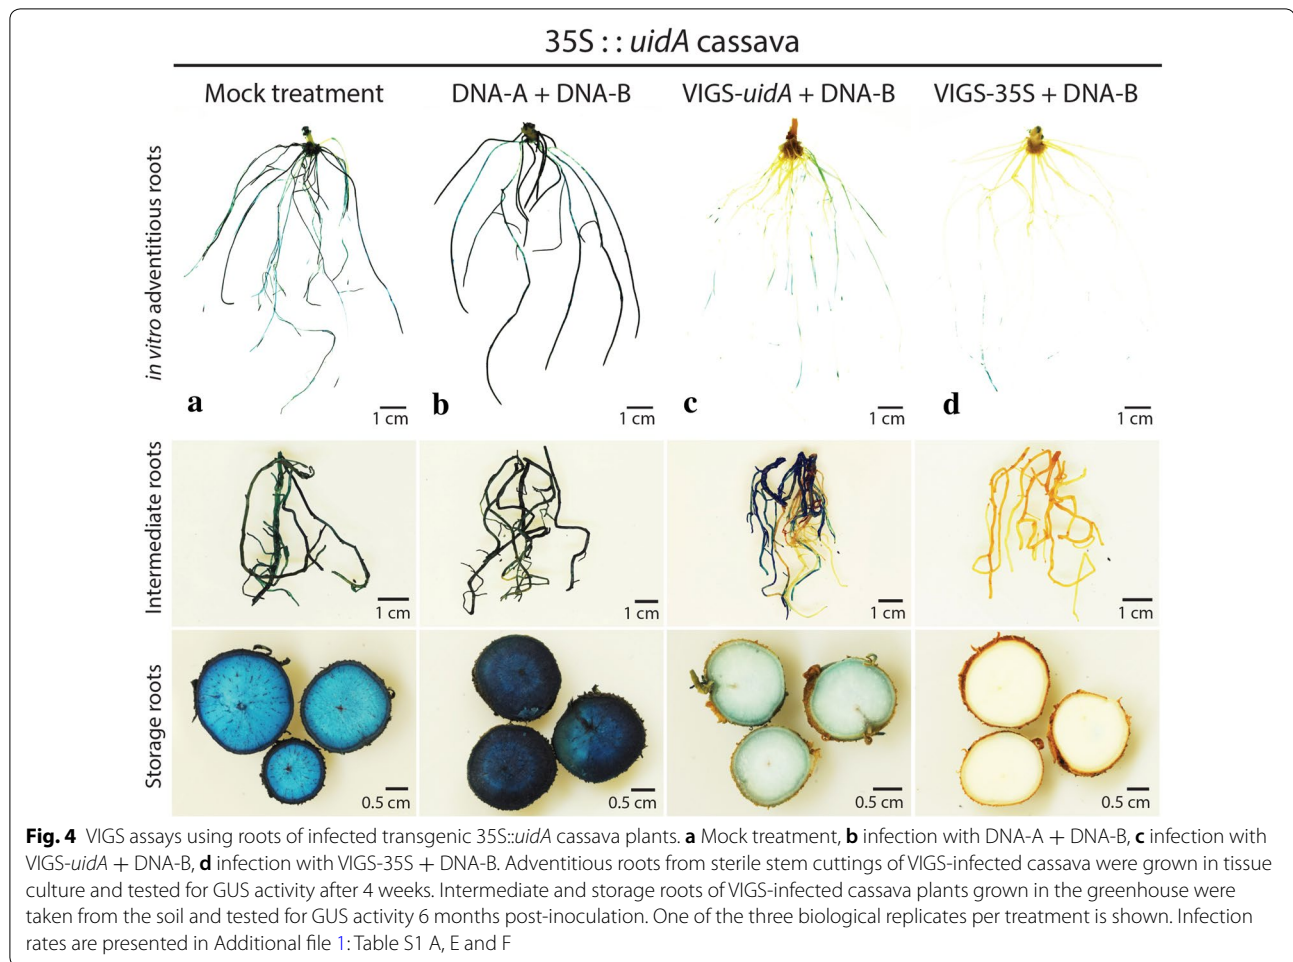 35S : : uidA cassava
Mock treatment
DNA-A + DNA-B
VIGS-uidA + DNA-B
VIGS-35S + DNA-B
in vitro adventitious roots
a
1 cm
b
1 cm
c
1 cm
d
1 cm
Intermediate roots
1 cm
1 cm
1 cm
1 cm
Storage roots
0.5 cm
0.5 cm
0.5 cm
0.5 cm
Fig. 4 VIGS assays using roots of infected transgenic 35S::uidA cassava plants. a Mock treatment, b infection with DNA-A + DNA-B, c infection with
VIGS-uidA + DNA-B, d infection with VIGS-35S + DNA-B. Adventitious roots from sterile stem cuttings of VIGS-infected cassava were grown in tissue
culture and tested for GUS activity after 4 weeks. Intermediate and storage roots of VIGS-infected cassava plants grown in the greenhouse were
taken from the soil and tested for GUS activity 6 months post-inoculation. One of the three biological replicates per treatment is shown. Infection
rates are presented in Additional file 1: Table S1 A, E and F